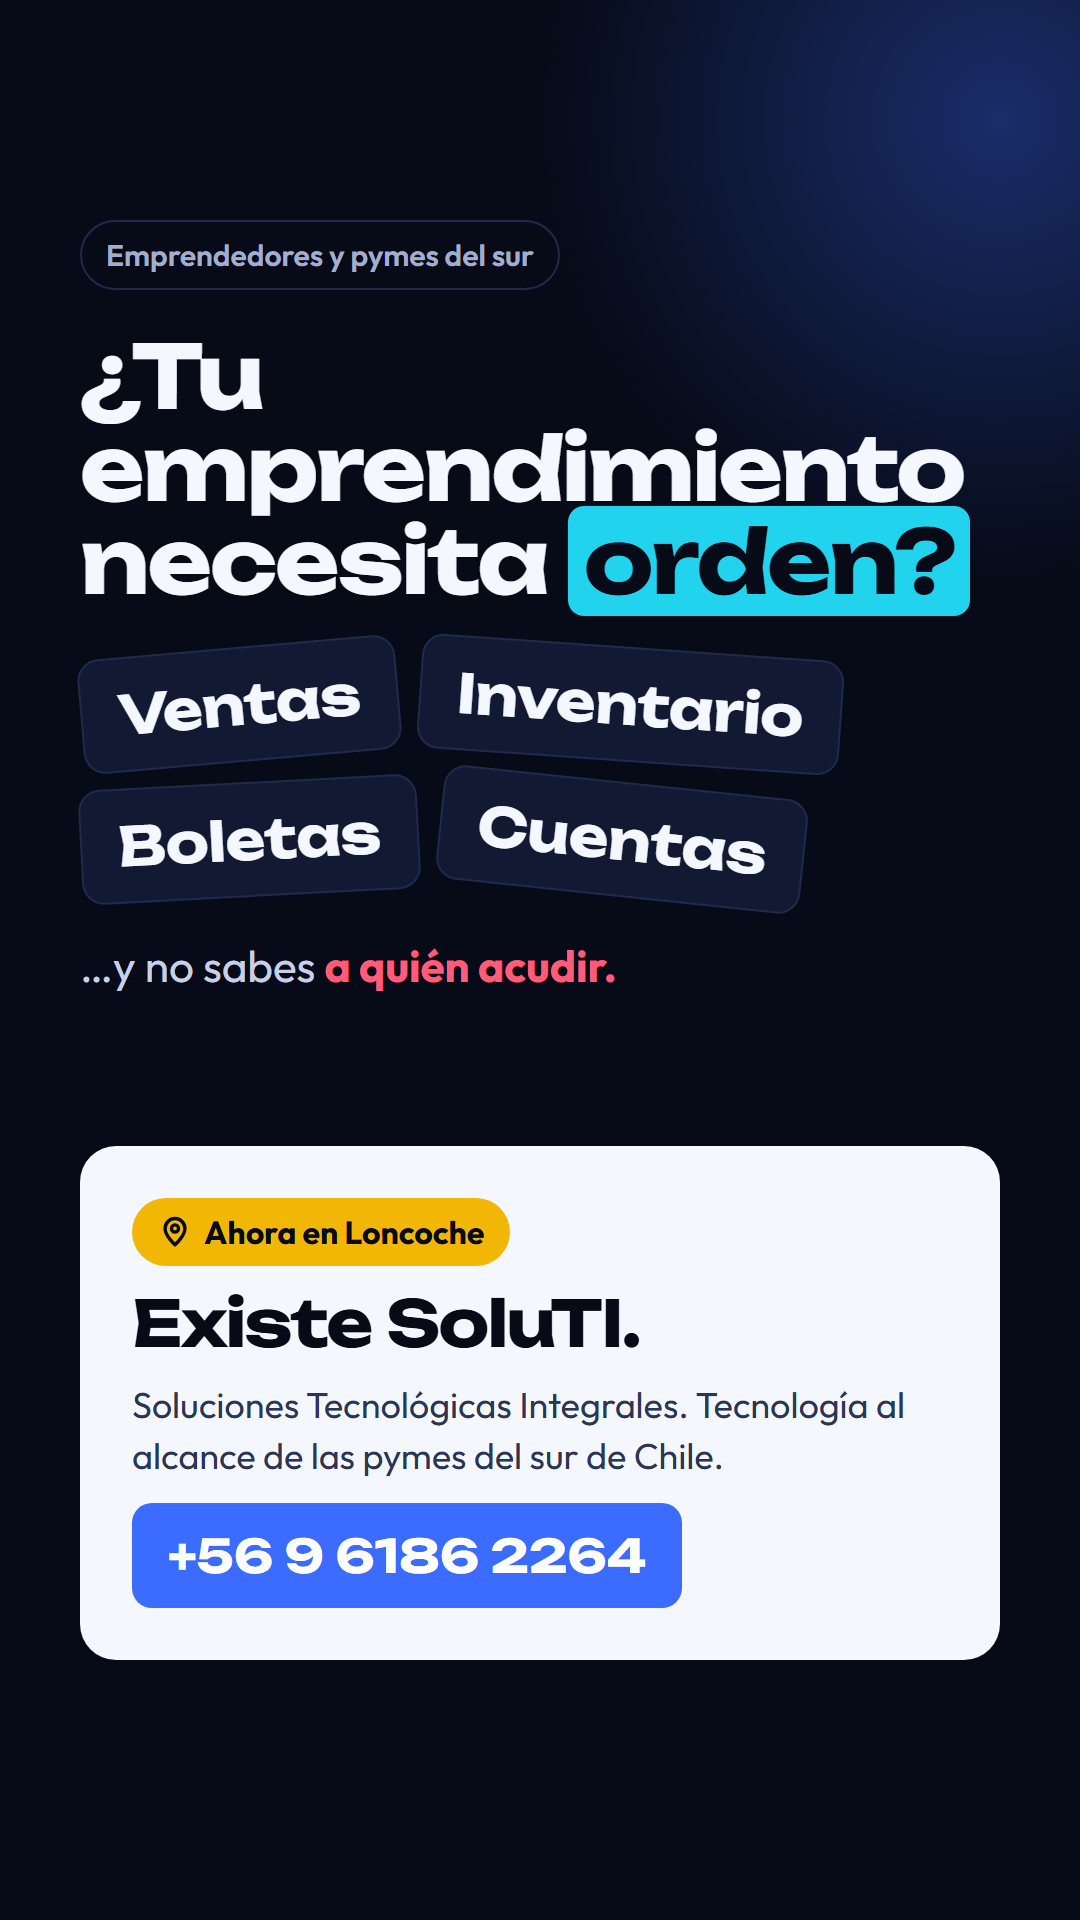 Emprendedores y pymes del sur
¿Tu
emprendimiento
necesita orden?
Ventas Inventario
Boletas Cuentas
...y no sabes a quién acudir.
Ahora en Loncoche
Existe SoluTI.
Soluciones Tecnológicas Integrales. Tecnología al
alcance de las pymes del sur de Chile.
+56 9 6186 2264